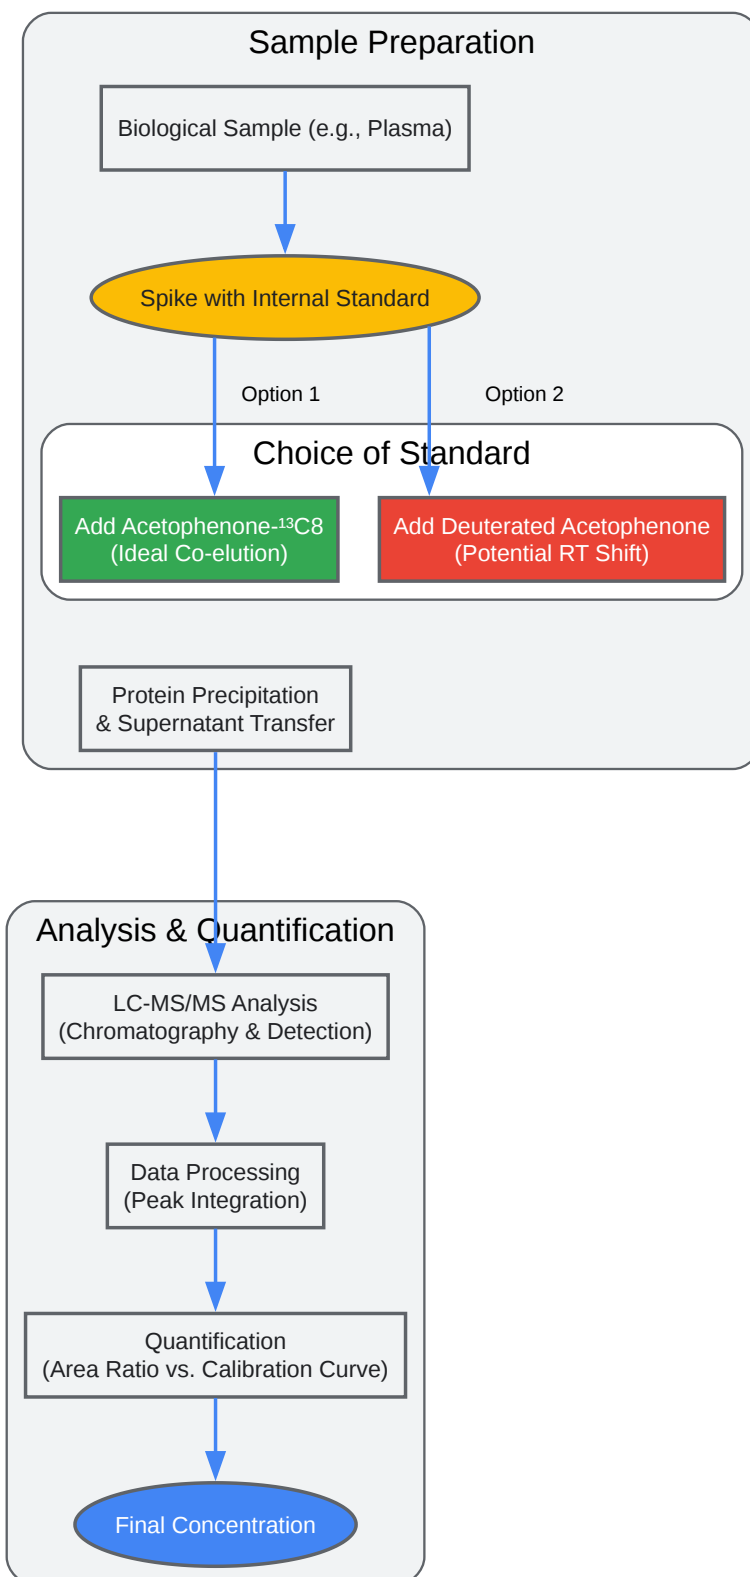 Sample Preparation
Biological Sample (e.g., Plasma)
Spike with Internal Standard
Option 1
Option 2
Choice of Standard
Add Acetophenone-¹³C8
(Ideal Co-elution)
Add Deuterated Acetophenone
(Potential RT Shift)
Protein Precipitation
& Supernatant Transfer
Analysis & Quantification
LC-MS/MS Analysis
(Chromatography & Detection)
Data Processing
(Peak Integration)
Quantification
(Area Ratio vs. Calibration Curve)
Final Concentration